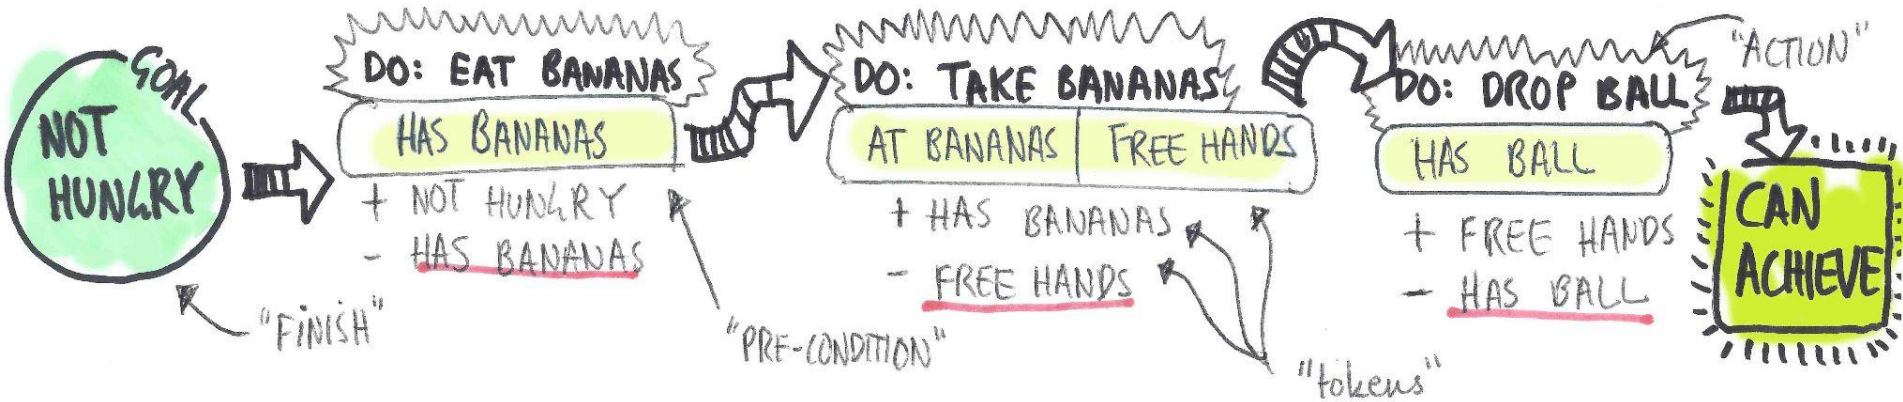 GOAL
NOT
HUNGRY
"FINISH"
DO: EAT BANANAS
HAS BANANAS
+ NOT HUNGRY
- HAS BANANAS
"PRE-CONDITION"
DO: TAKE BANANAS
AT BANANAS FREE HANDS
+ HAS BANANAS
- FREE HANDS
"tokens"
DO: DROP BALL
"ACTION"
HAS BALL
+ FREE HANDS
- HAS BALL
CAN
ACHIEVE